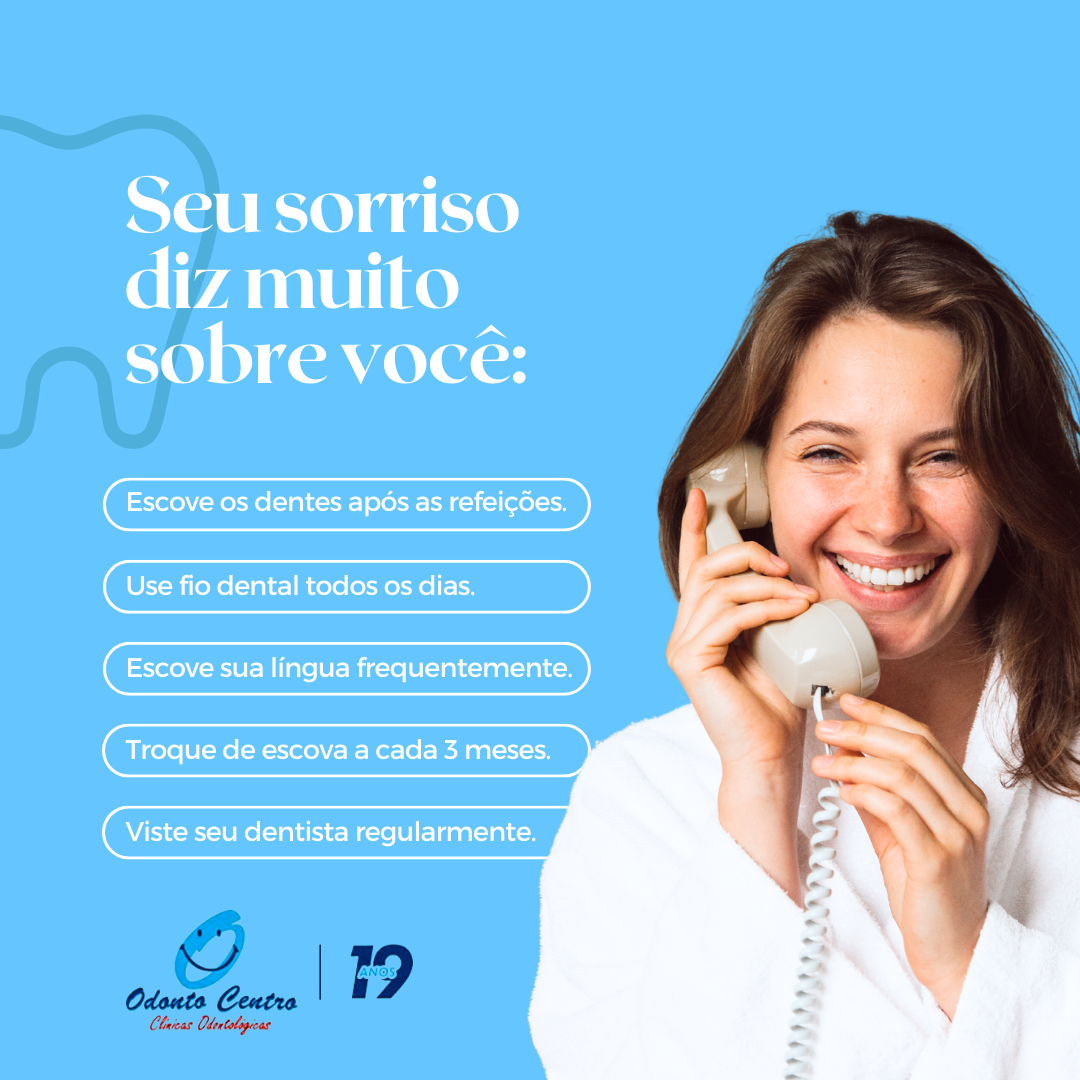 Seu sorriso
diz muito
sobre você:
Escove os dentes após as refeições.
Use fio dental todos os dias.
Escove sua língua frequentemente.
Troque de escova a cada 3 meses.
Viste seu dentista regularmente.
Odonto Centro
Clínicas Odontológicas
19
ANOS